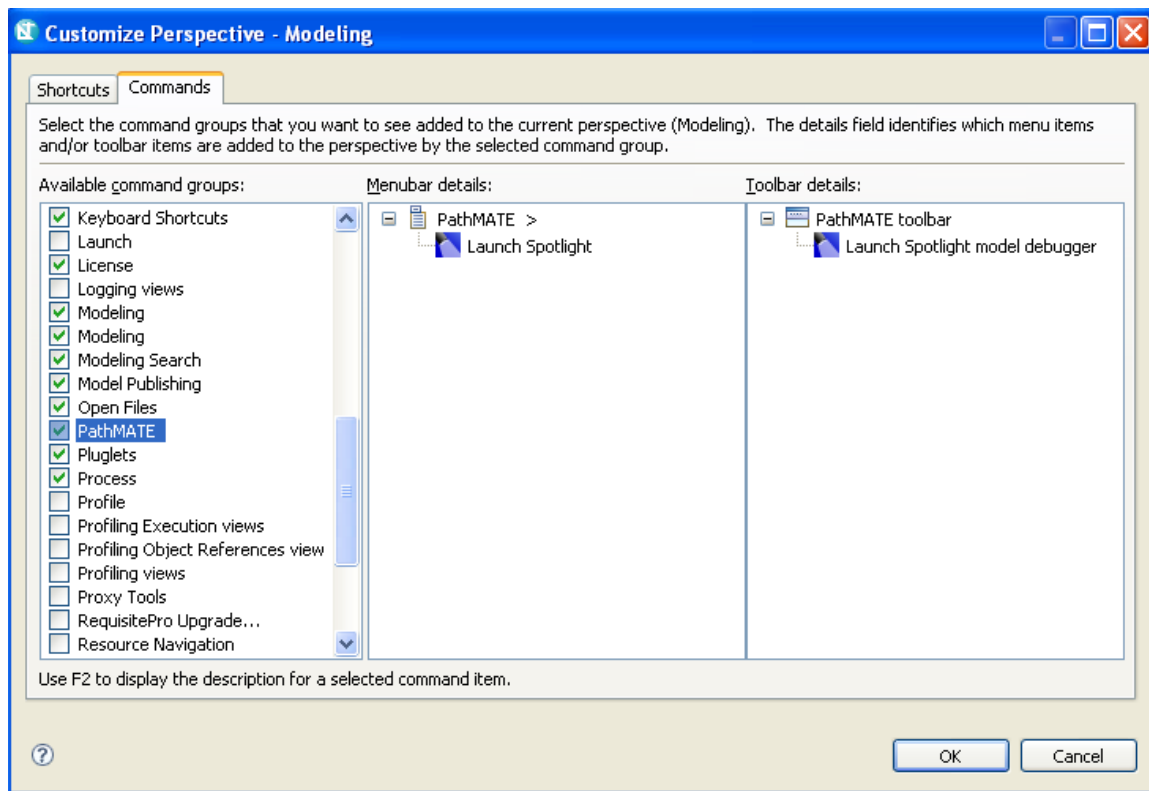 Customize Perspective - Modeling
Shortcuts
Commands
Select the command groups that you want to see added to the current perspective (Modeling).  The details field identifies which menu items
and/or toolbar items are added to the perspective by the selected command group.
Available command groups:
Menubar details:
Toolbar details:
Keyboard Shortcuts
Launch
License
Logging views
Modeling
Modeling
Modeling Search
Model Publishing
Open Files
PathMATE
Pluglets
Process
Profile
Profiling Execution views
Profiling Object References view
Profiling views
Proxy Tools
RequisitePro Upgrade...
Resource Navigation
PathMATE >
Launch Spotlight
PathMATE toolbar
Launch Spotlight model debugger
Use F2 to display the description for a selected command item.
OK
Cancel